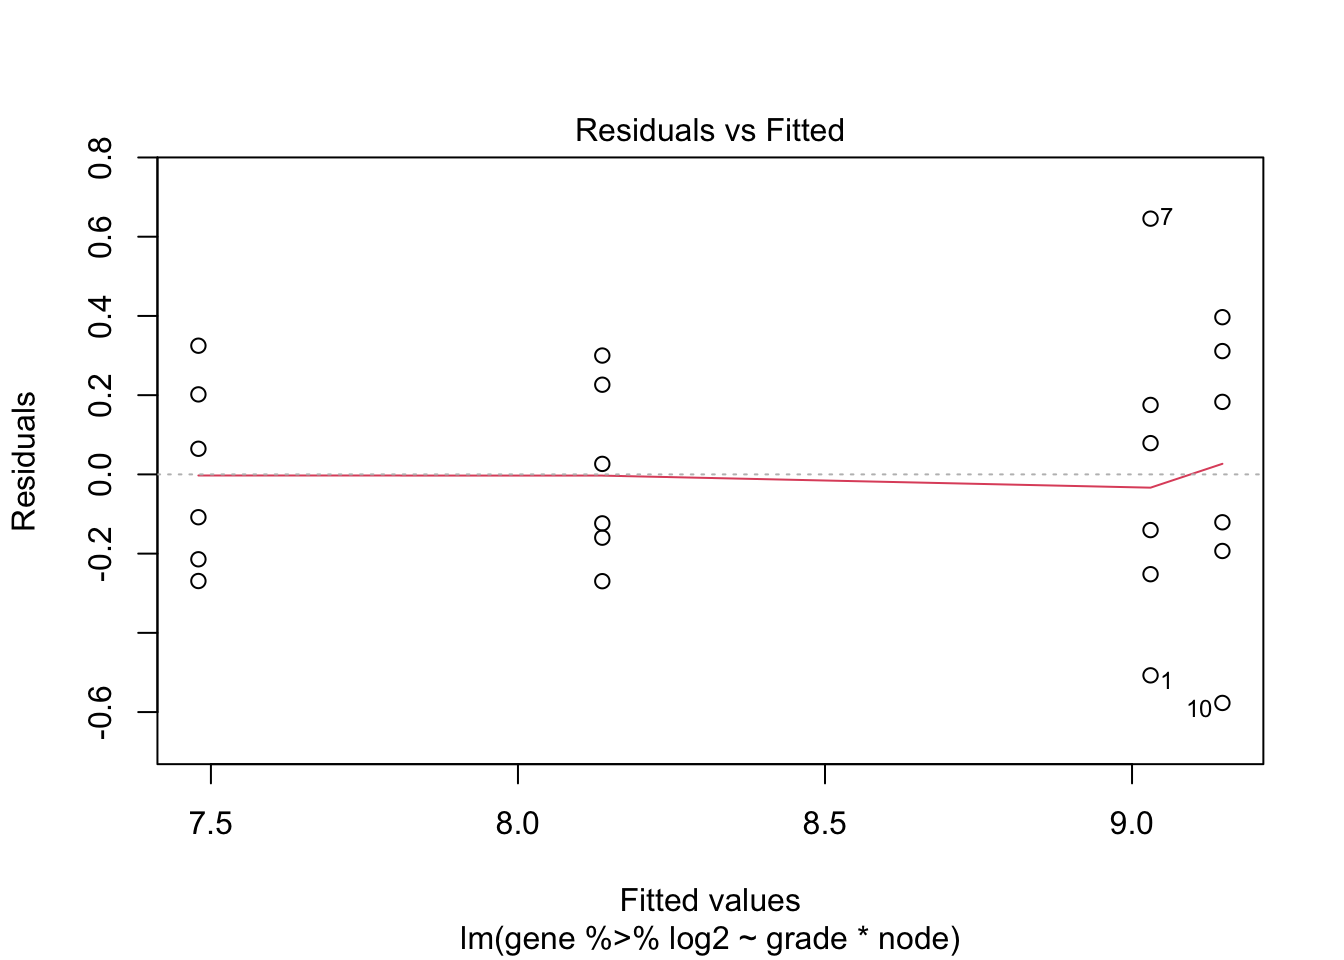 Residuals vs Fitted
0.8
0.6
0.4
0.2
0.0
-0.2
-0.6
Residuals
7
1
10
7.5 8.0 8.5 9.0
Fitted values
lm(gene %>% log2 ~ grade * node)